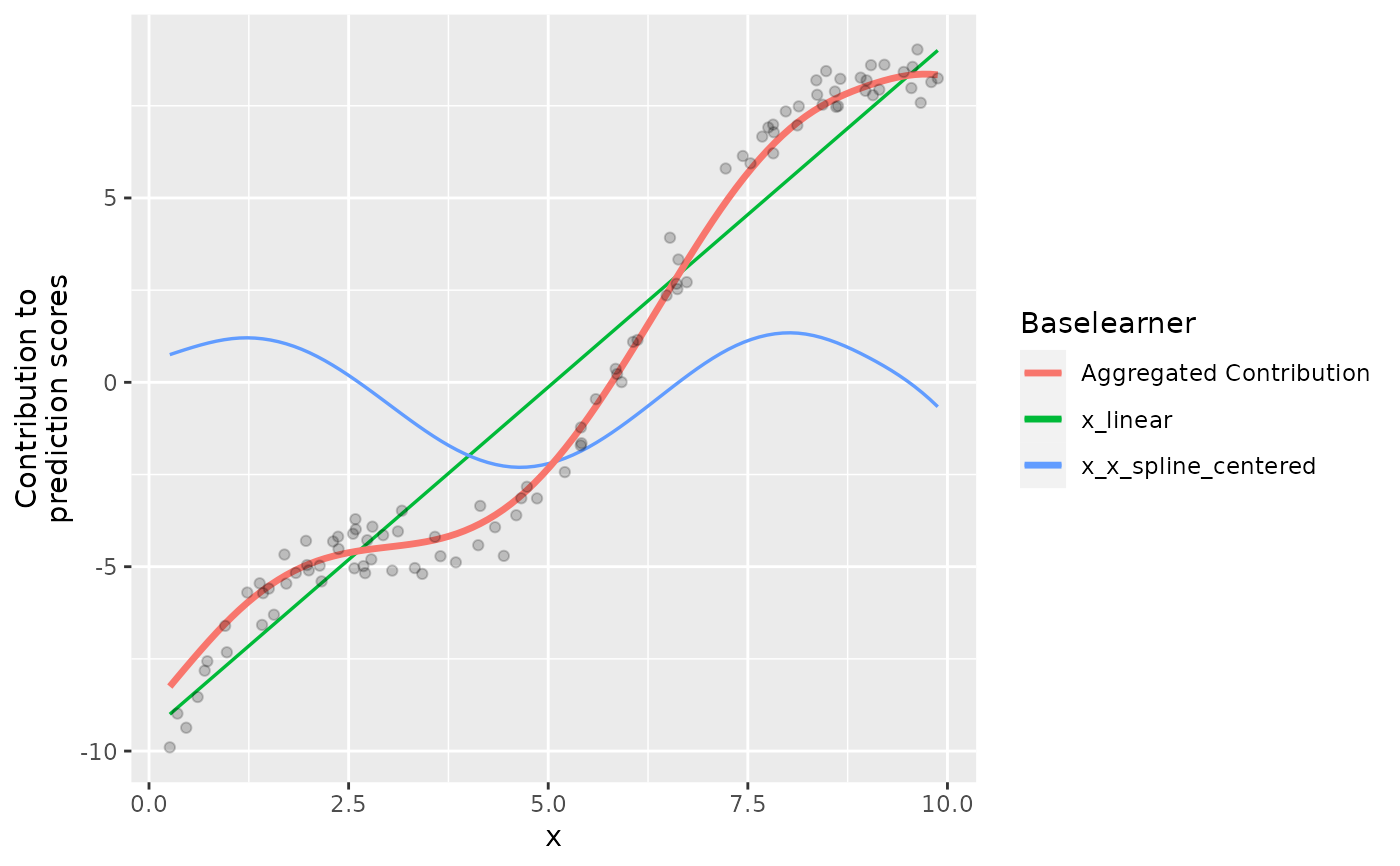 Contribution to
prediction scores
5
0
-5
-10
0.0
2.5
5.0
7.5
10.0
x
Baselearner
Aggregated Contribution
x_linear
x_x_spline_centered